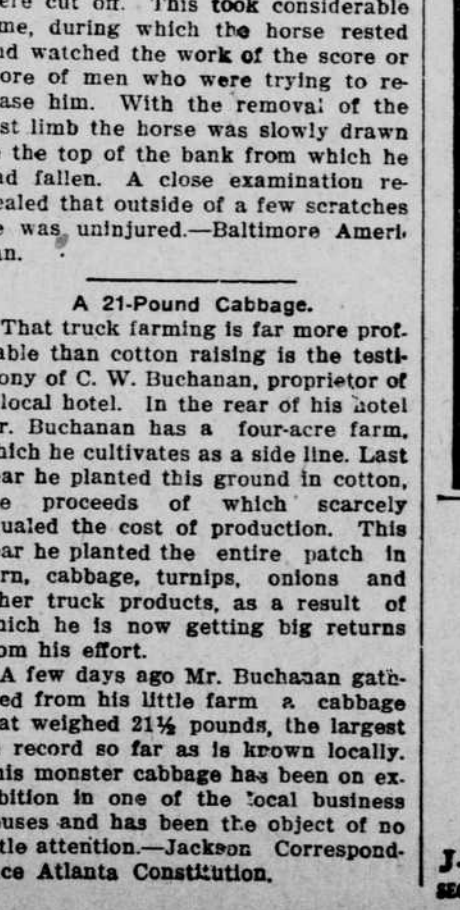 ere cut off. This took considerable
me, during which the horse rested
nd watched the work of the score or
ore of men who were trying to re-
ase him. With the removal of the
st limb the horse was slowly drawn
the top of the bank from which he
ad fallen. A close examination re-
ealed that outside of a few scratches
e was uninjured.—Baltimore Ameri-
an.
A 21-Pound Cabbage.
That truck farming is far more prof-
able than cotton raising is the testi-
ony of C. W. Buchanan, proprietor of
local hotel. In the rear of his hotel
r. Buchanan has a four-acre farm,
hich he cultivates as a side line. Last
ar he planted this ground in cotton,
e proceeds of which scarcely
ualed the cost of production. This
ar he planted the entire patch in
rn, cabbage, turnips, onions and
her truck products, as a result of
hich he is now getting big returns
om his effort.
A few days ago Mr. Buchanan gath-
ed from his little farm a cabbage
at weighed 21½ pounds, the largest
record so far as is known locally.
his monster cabbage has been on ex-
bition in one of the local business
uses and has been the object of no
tle attention.—Jackson Correspond-
ce Atlanta Constitution.
J.
SEC